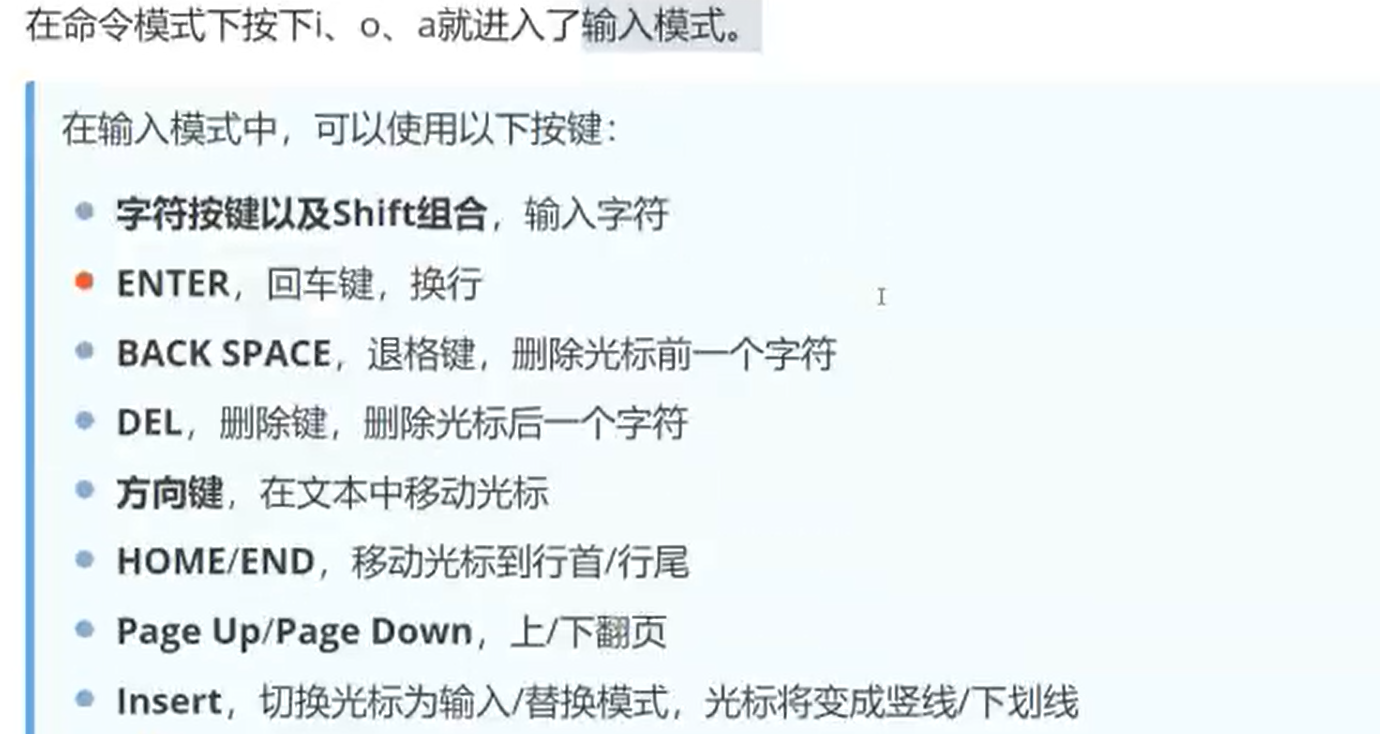 在命令模式下按下i、o、a就进入了输入模式。
在输入模式中，可以使用以下按键：
字符按键以及Shift组合，输入字符
ENTER，回车键，换行
BACK SPACE，退格键，删除光标前一个字符
DEL，删除键，删除光标后一个字符
方向键，在文本中移动光标
HOME/END，移动光标到行首/行尾
Page Up/Page Down，上/下翻页
Insert，切换光标为输入/替换模式，光标将变成竖线/下划线